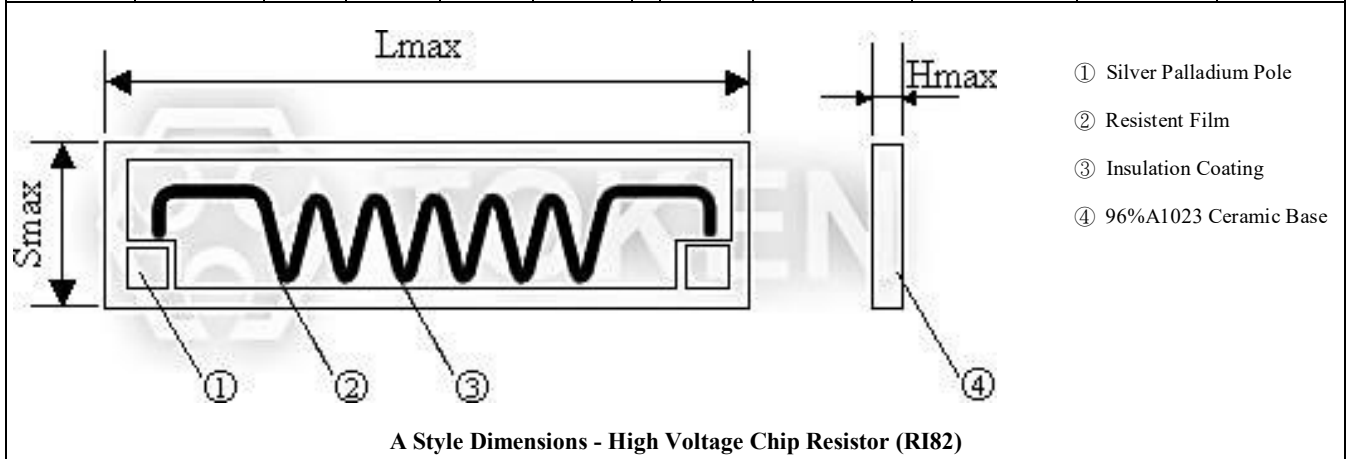 Lmax
Hmax
Smax
TOKEN
① Silver Palladium Pole
② Resistent Film
③ Insulation Coating
④ 96%A1023 Ceramic Base
① ② ③ ④
A Style Dimensions - High Voltage Chip Resistor (RI82)